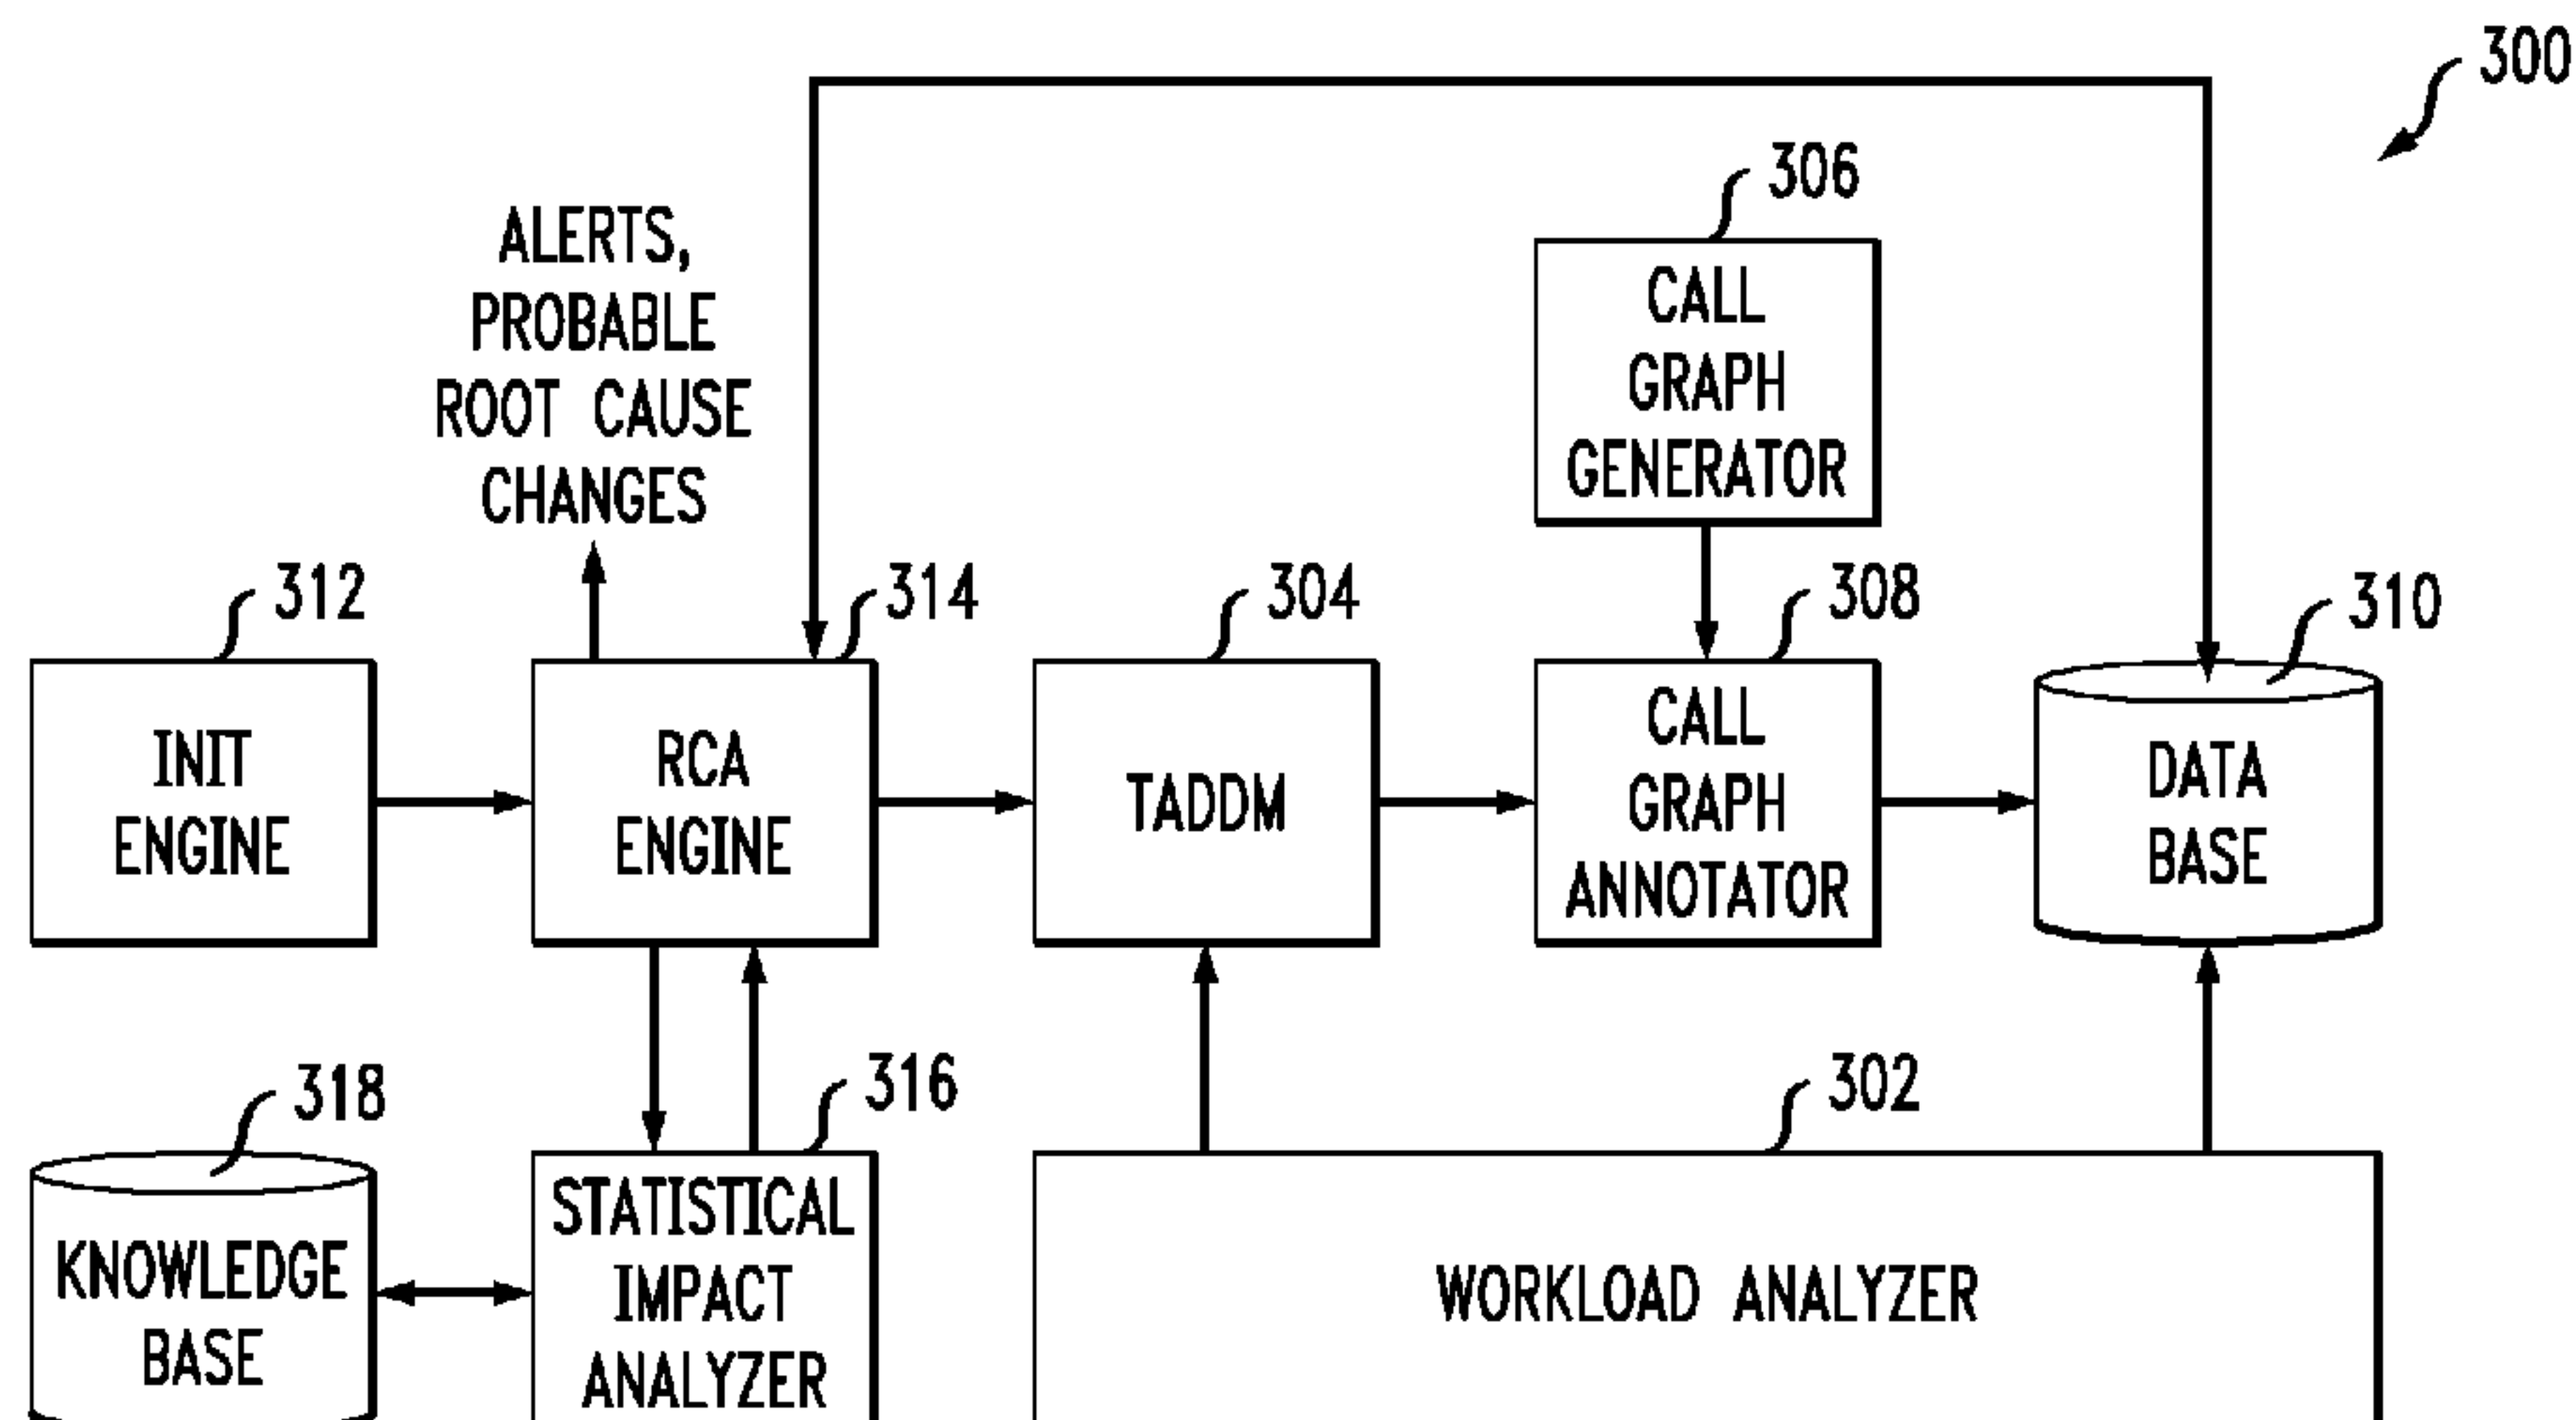 300
306
ALERTS,
PROBABLE
ROOT CAUSE
CHANGES
CALL
GRAPH
GENERATOR
312
314
304
308
310
INIT
ENGINE
RCA
ENGINE
TADDM
CALL
GRAPH
ANNOTATOR
DATA
BASE
318
316
302
KNOWLEDGE
BASE
STATISTICAL
IMPACT
ANALYZER
WORKLOAD ANALYZER